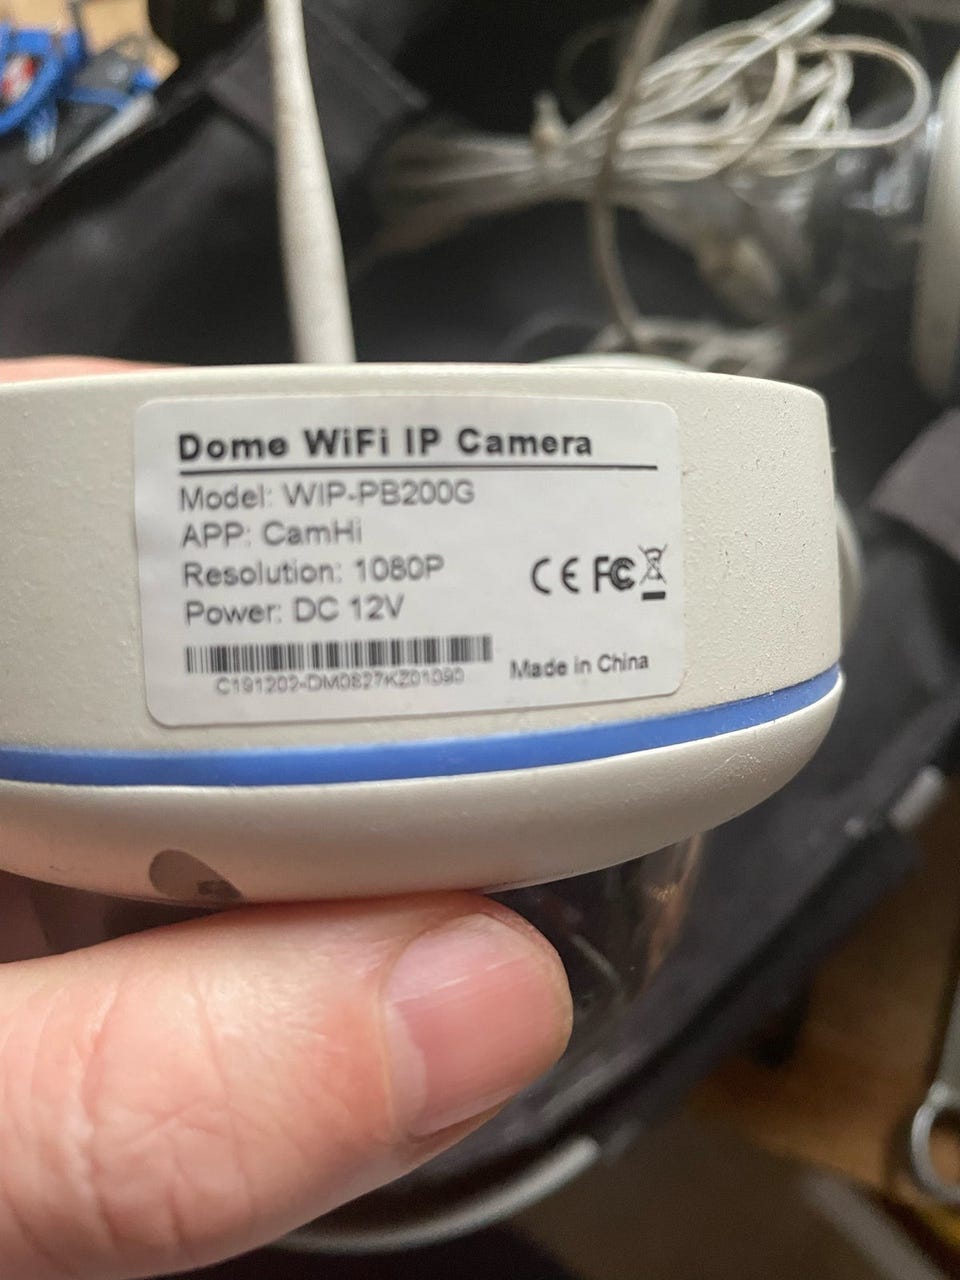 Dome WiFi IP Camera
Model: WIP-PB200G
APP: CamHi
Resolution: 1080P
Power: DC 12V
CE FC
C191202-DM0827KZ01090
Made in China